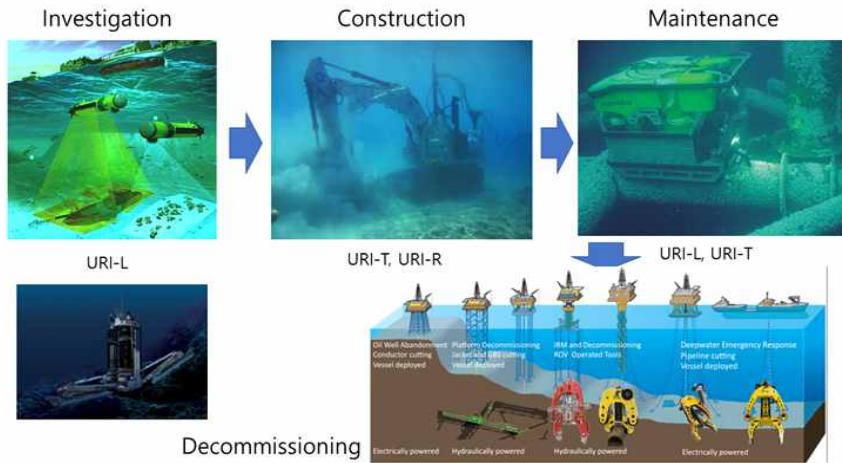 Investigation
Construction
Maintenance
URI-L
URI-T, URI-R
URI-L, URI-T
Oil Well Abandonment
Conductor cutting
Vessel deployed
Platform Decommissioning
Jacket and GBS cutting
Vessel deployed
IRM and Decommissioning
ROV Operated Tools
Deepwater Emergency Response
Pipeline cutting
Vessel deployed
Electrically powered
Hydraulically powered
Hydraulically powered
Electrically powered
Decommissioning